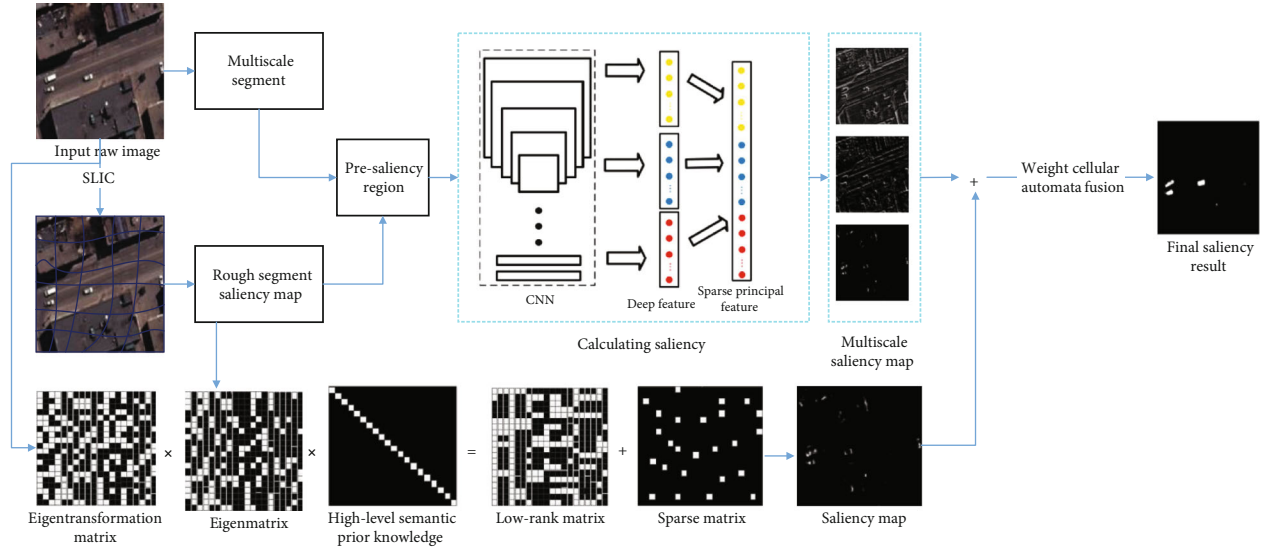 Input raw image
SLIC
Multiscale
segment
Rough segment
saliency map
Pre-saliency
region
CNN
Deep feature
Sparse principal
feature
Calculating saliency
Multiscale
saliency map
+
Weight cellular
automata fusion
Final saliency
result
×
×
=
+
Eigentransformation
matrix
Eigenmatrix
High-level semantic
prior knowledge
Low-rank matrix
Sparse matrix
Saliency map